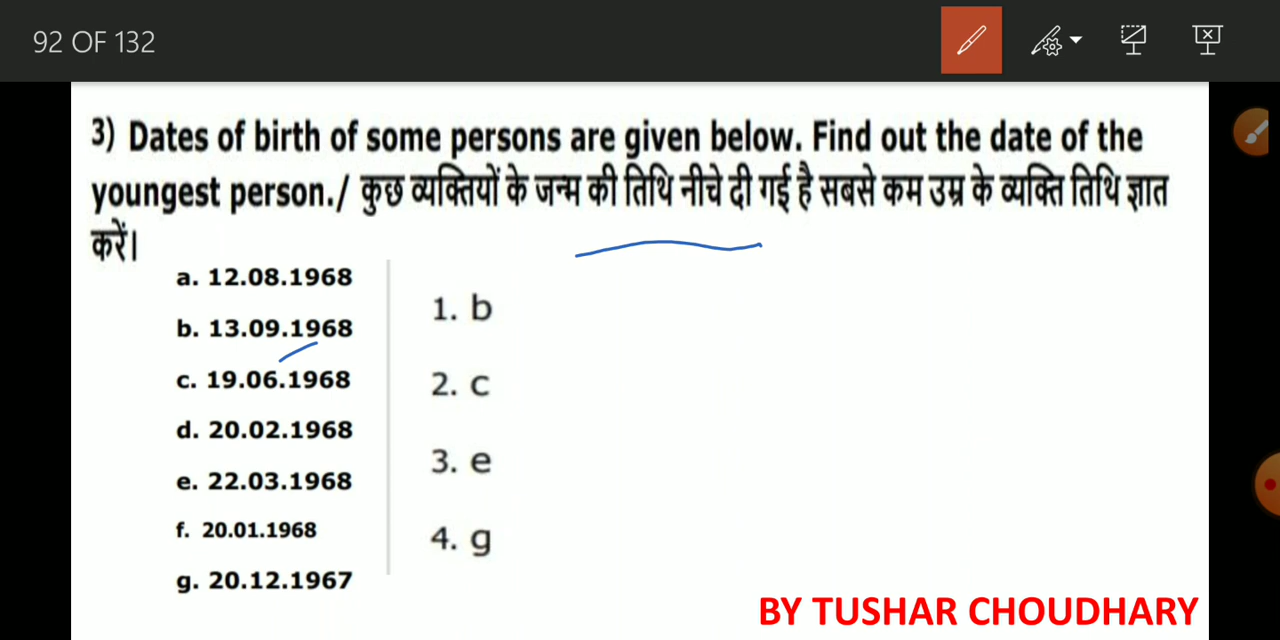 92 OF 132
3) Dates of birth of some persons are given below. Find out the date of the
youngest person./ कुछ व्यक्तियों के जन्म की तिथि नीचे दी गई है सबसे कम उम्र के व्यक्ति तिथि ज्ञात
करें।
a. 12.08.1968
b. 13.09.1968
c. 19.06.1968
d. 20.02.1968
e. 22.03.1968
f. 20.01.1968
g. 20.12.1967
1. b
2. c
3. e
4. g
BY TUSHAR CHOUDHARY